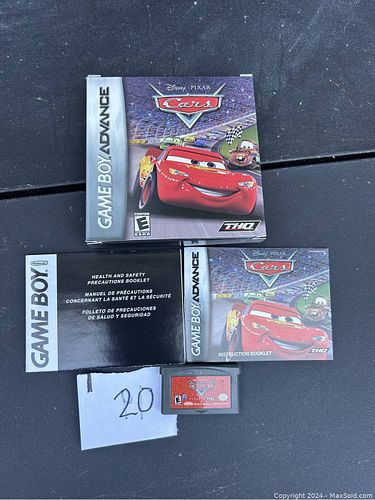 Disney · PIXAR
Cars
GAME BOY ADVANCE
E
THQ
GAME BOY
HEALTH AND SAFETY
PRECAUTIONS BOOKLET
MANUEL DE PRÉCAUTIONS
CONCERNANT LA SANTÉ ET LA SÉCURITÉ
FOLLETO DE PRECAUCIONES
DE SALUD Y SEGURIDAD
GAME BOY ADVANCE
Disney · PIXAR
Cars
INSTRUCTION BOOKLET
THQ
20
E
Copyright 2024 - MaxSold.com